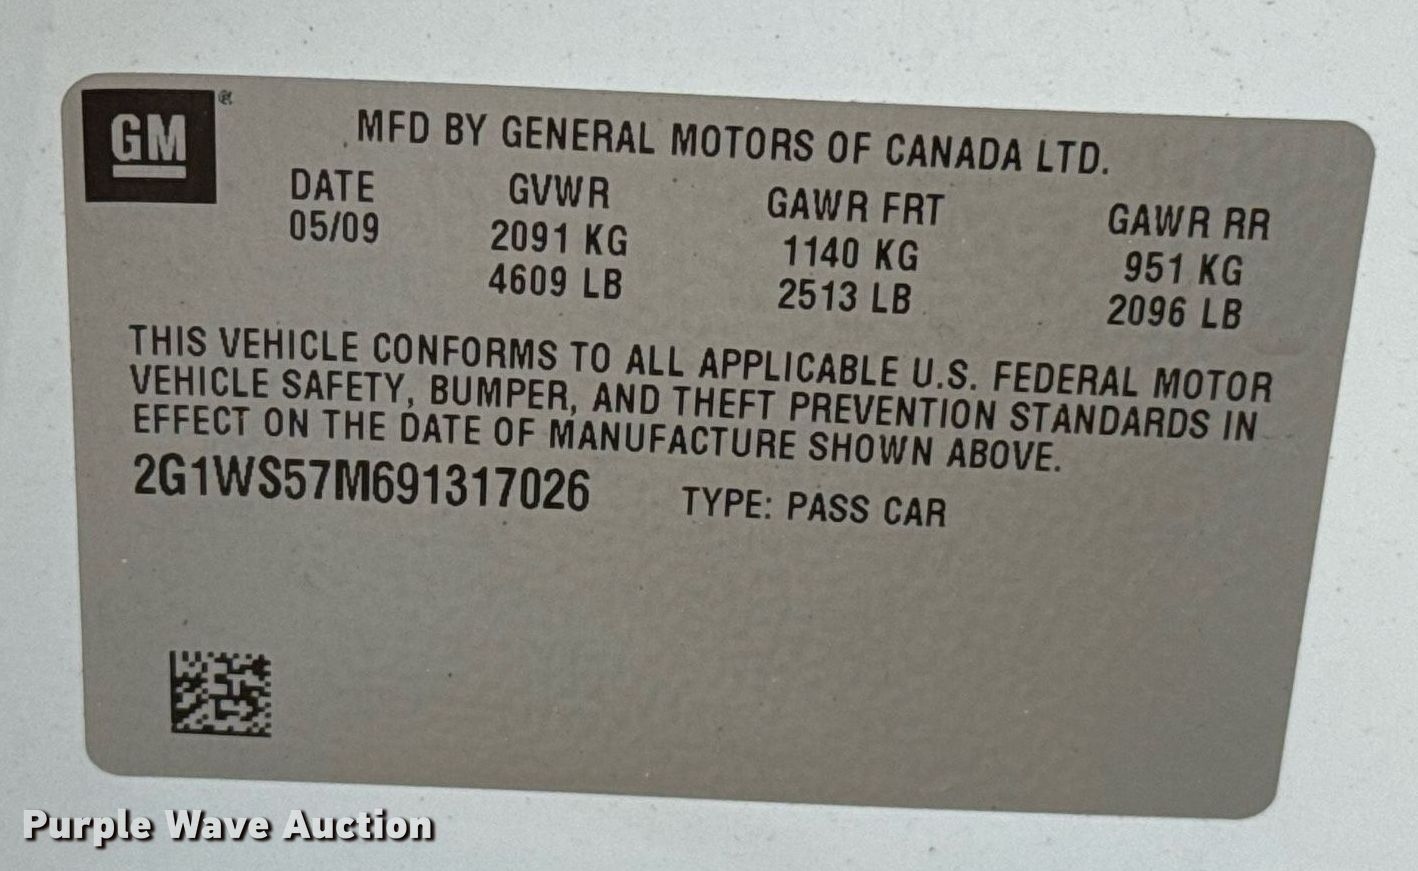 GM ®
MFD BY GENERAL MOTORS OF CANADA LTD.
DATE GVWR GAWR FRT GAWR RR
05/09 2091 KG 1140 KG 951 KG
4609 LB 2513 LB 2096 LB
THIS VEHICLE CONFORMS TO ALL APPLICABLE U.S. FEDERAL MOTOR
VEHICLE SAFETY, BUMPER, AND THEFT PREVENTION STANDARDS IN
EFFECT ON THE DATE OF MANUFACTURE SHOWN ABOVE.
2G1WS57M691317026 TYPE: PASS CAR
Purple Wave Auction